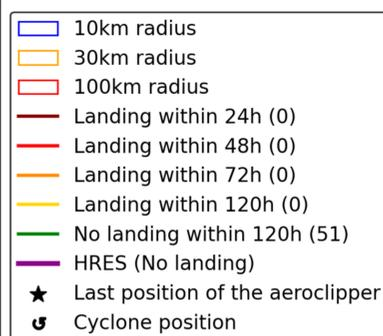 10km radius
30km radius
100km radius
Landing within 24h (0)
Landing within 48h (0)
Landing within 72h (0)
Landing within 120h (0)
No landing within 120h (51)
HRES (No landing)
Last position of the aeroclipper
Cyclone position